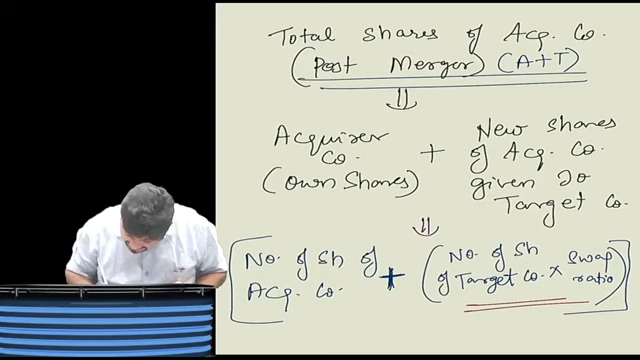 Total Shares of Acq. Co.
(Post Merger) (A+T)
⇓
Acquirer Co. (Own Shares) + New Shares of Acq. Co. given to Target Co.
⇓
[No. of Sh of Acq. Co. + (No. of Sh of Target Co. × Swap ratio)]